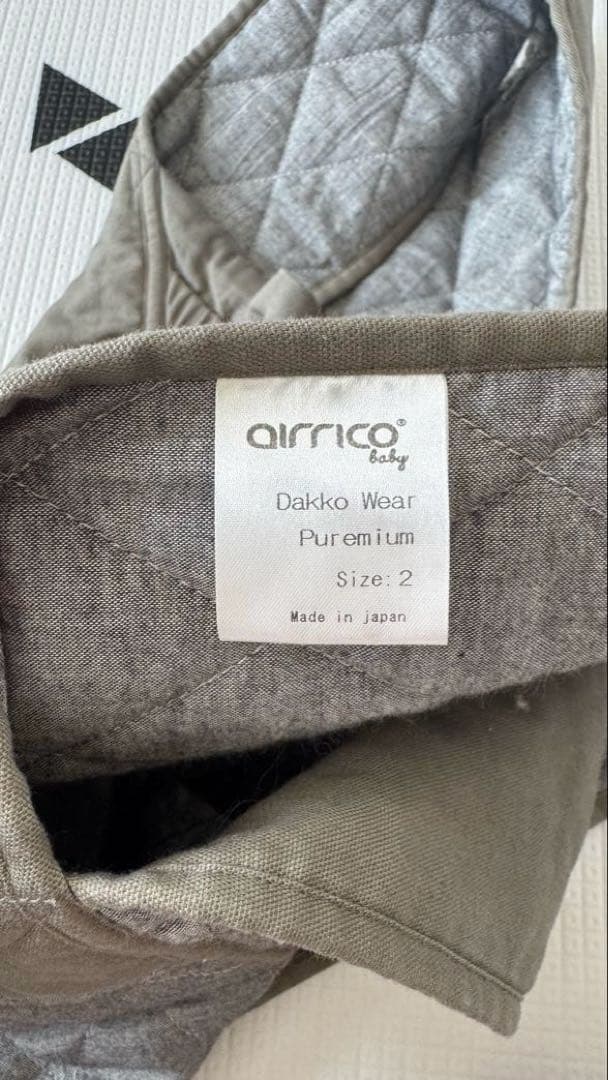 airrico®
baby
Dakko Wear
Puremium
Size:2
Made in japan